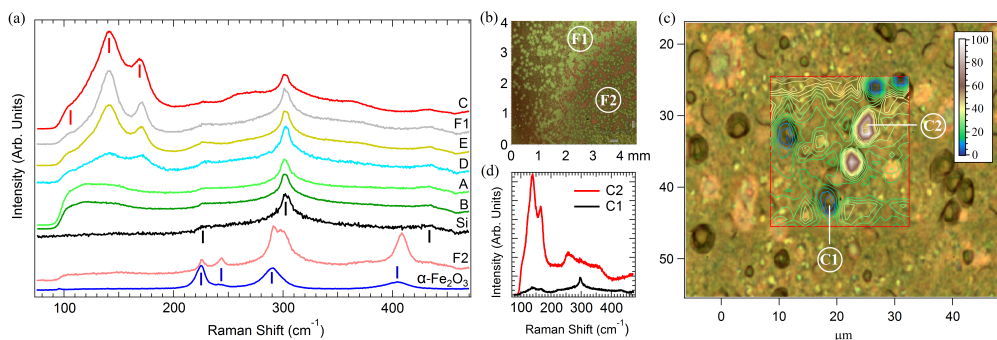 (a)
Intensity (Arb. Units)
C
F1
E
D
A
B
Si
F2
α-Fe₂O₃
100 200 300 400
Raman Shift (cm⁻¹)
(b)
4
3
2
1
0
F1
F2
0 1 2 3 4 mm
(d)
Intensity (Arb. Units)
C2
C1
100 200 300 400
Raman Shift (cm⁻¹)
(c)
20
30
40
50
C2
C1
100
80
60
40
20
0
0 10 20 30 40
μm